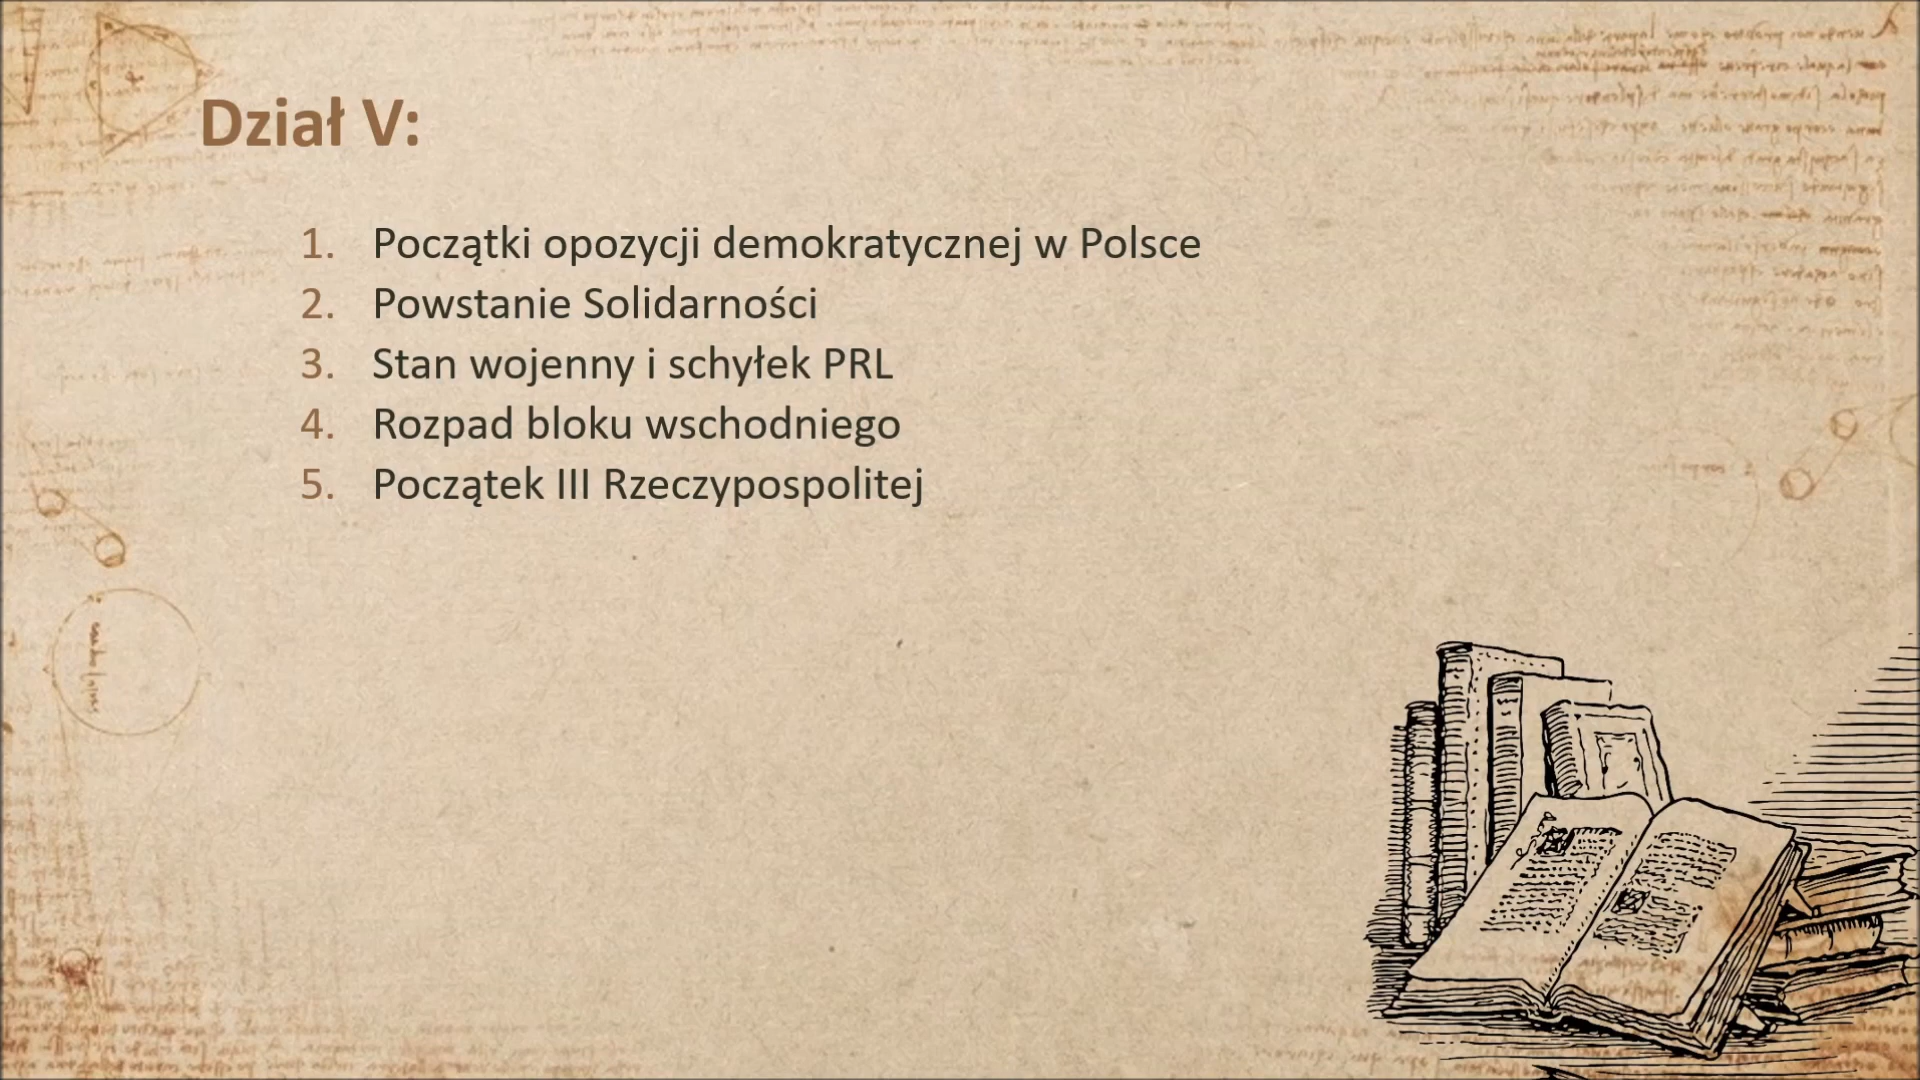 Dział V:
1. Początki opozycji demokratycznej w Polsce
2. Powstanie Solidarności
3. Stan wojenny i schyłek PRL
4. Rozpad bloku wschodniego
5. Początek III Rzeczypospolitej